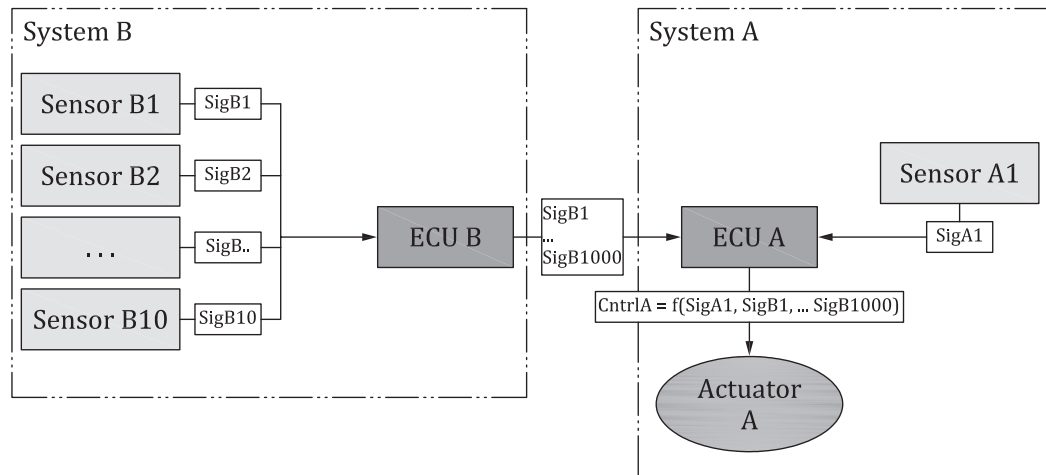 System B
Sensor B1
SigB1
Sensor B2
SigB2
...
SigB..
Sensor B10
SigB10
ECU B
SigB1
...
SigB1000
System A
Sensor A1
SigA1
ECU A
CntrlA = f(SigA1, SigB1, ... SigB1000)
Actuator
A